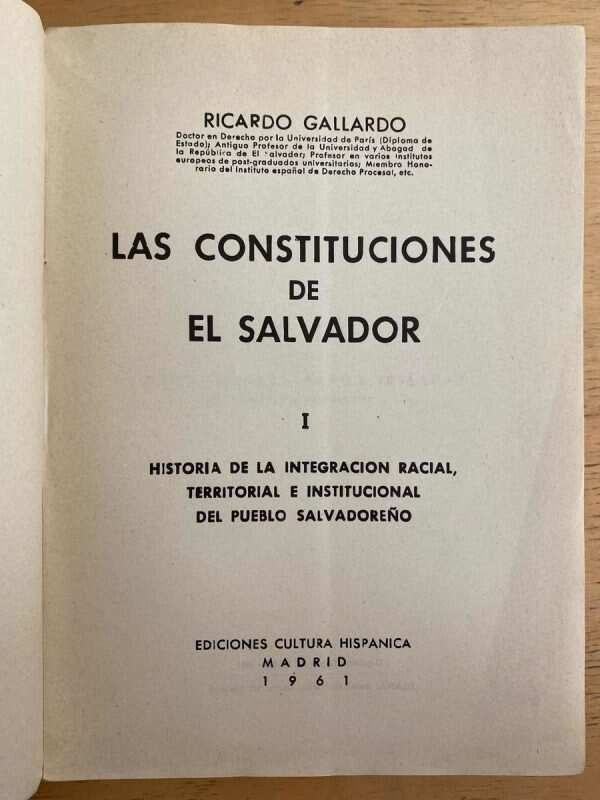 RICARDO GALLARDO
Doctor en Derecho por la Universidad de París (Diploma de
Estado); Antiguo Profesor de la Universidad y Abogad de
la República de El alvador; Profesor en varios institutos
europeos de post-graduados universitarios; Miembro Hono-
rario del Instituto español de Derecho Procesal, etc.
LAS CONSTITUCIONES
DE
EL SALVADOR
I
HISTORIA DE LA INTEGRACION RACIAL,
TERRITORIAL E INSTITUCIONAL
DEL PUEBLO SALVADOREÑO
EDICIONES CULTURA HISPANICA
MADRID
1961